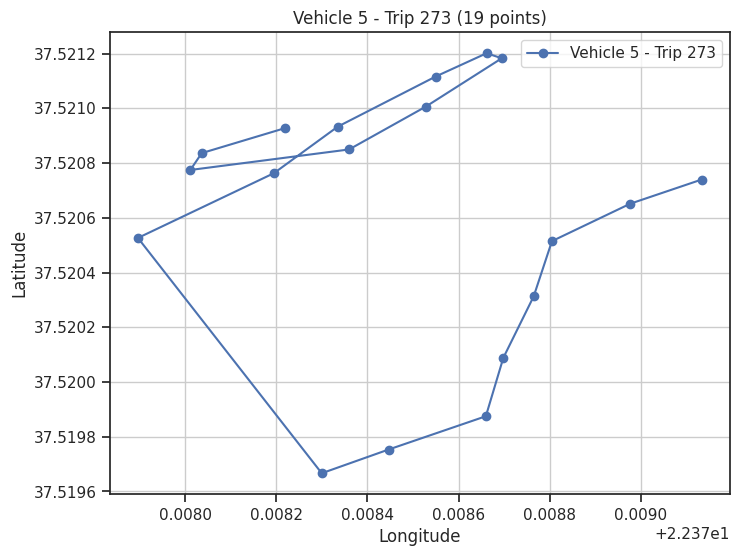 Vehicle 5 - Trip 273 (19 points)
Vehicle 5 - Trip 273
37.5212
37.5210
37.5208
37.5206
37.5204
37.5202
37.5200
37.5198
37.5196
Latitude
0.0080 0.0082 0.0084 0.0086 0.0088 0.0090
+2.237e1
Longitude